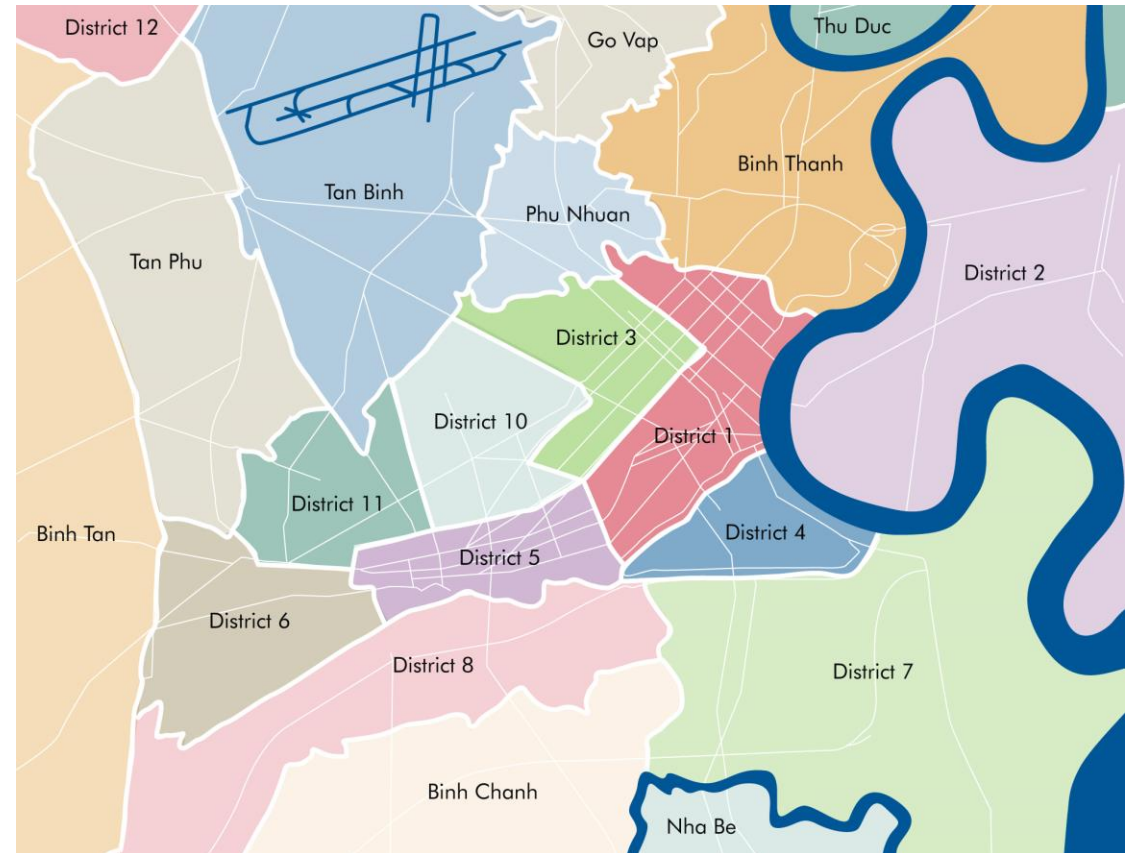 District 12
Go Vap
Thu Duc
Tan Binh
Binh Thanh
Phu Nhuan
Tan Phu
District 2
District 3
District 10
District 1
District 11
Binh Tan
District 4
District 5
District 6
District 8
District 7
Binh Chanh
Nha Be